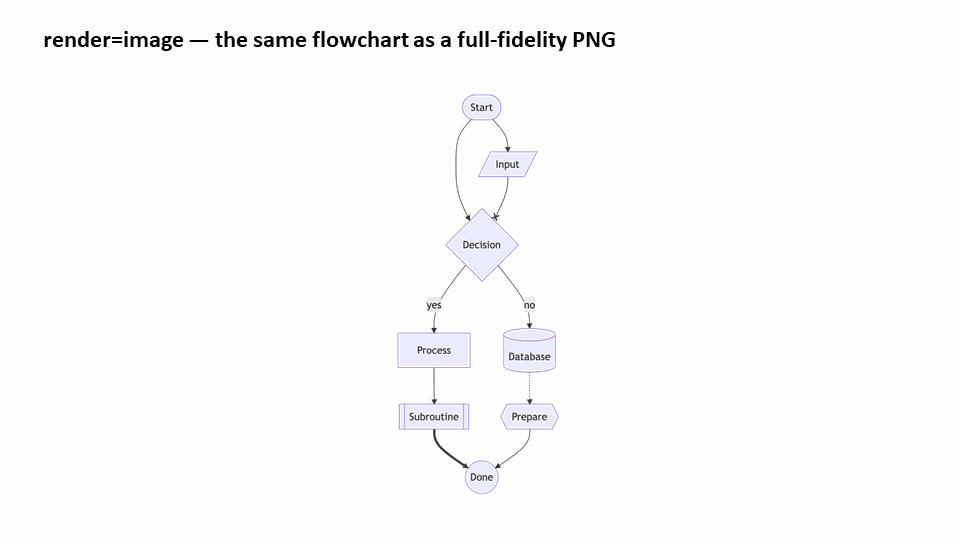 render=image — the same flowchart as a full-fidelity PNG
Start
Input
Decision
yes
no
Process
Database
Subroutine
Prepare
Done